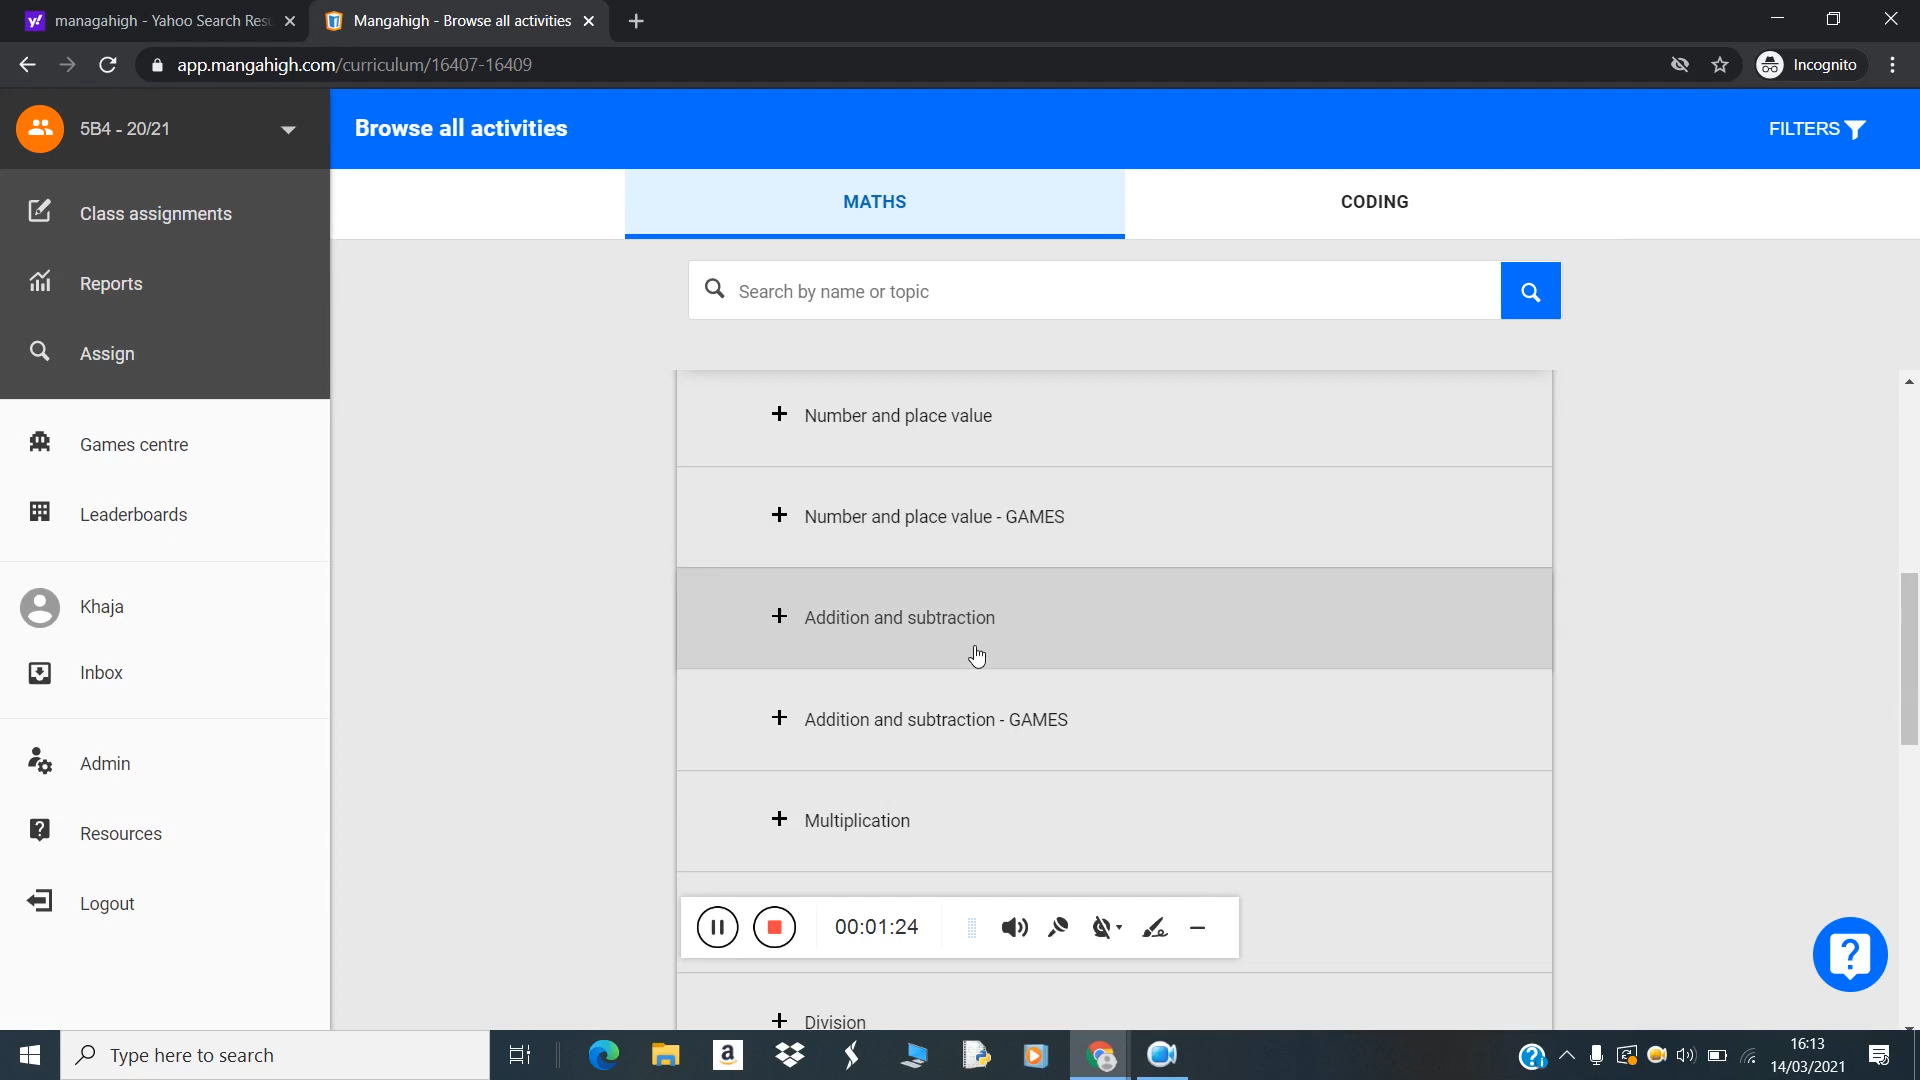 managahigh - Yahoo Search Resu
Mangahigh - Browse all activities
app.mangahigh.com/curriculum/16407-16409
Incognito
5B4 - 20/21
Browse all activities
FILTERS
MATHS
CODING
Class assignments
Reports
Assign
Search by name or topic
Games centre
Leaderboards
Khaja
Inbox
Admin
Resources
Logout
Number and place value
Number and place value - GAMES
Addition and subtraction
Addition and subtraction - GAMES
Multiplication
00:01:24
Division
Type here to search
16:13
14/03/2021